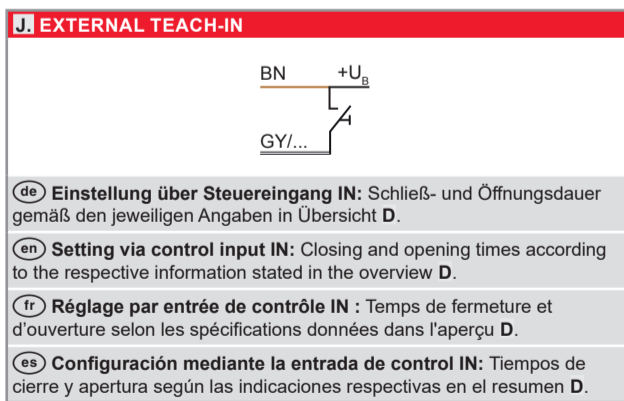 J. EXTERNAL TEACH-IN
BN +UB
GY/...
de Einstellung über Steuereingang IN: Schließ- und Öffnungsdauer
gemäß den jeweiligen Angaben in Übersicht D.
en Setting via control input IN: Closing and opening times according
to the respective information stated in the overview D.
fr Réglage par entrée de contrôle IN : Temps de fermeture et
d’ouverture selon les spécifications données dans l'aperçu D.
es Configuración mediante la entrada de control IN: Tiempos de
cierre y apertura según las indicaciones respectivas en el resumen D.